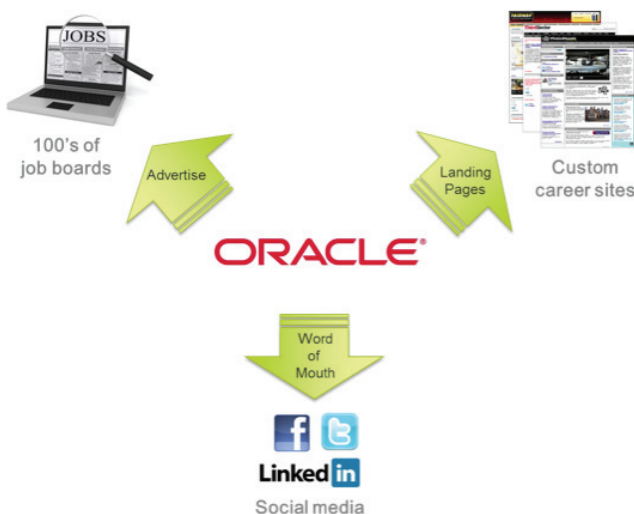 JOBS
100's of
job boards
Advertise
Landing
Pages
Custom
career sites
ORACLE®
Word
of
Mouth
f
t
Linked in
Social media